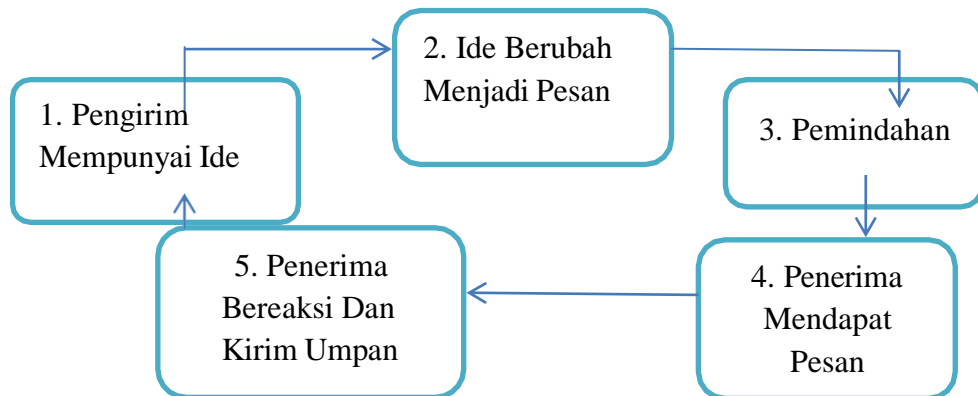 1. Pengirim
Mempunyai Ide
2. Ide Berubah
Menjadi Pesan
3. Pemindahan
4. Penerima
Mendapat
Pesan
5. Penerima
Bereaksi Dan
Kirim Umpan